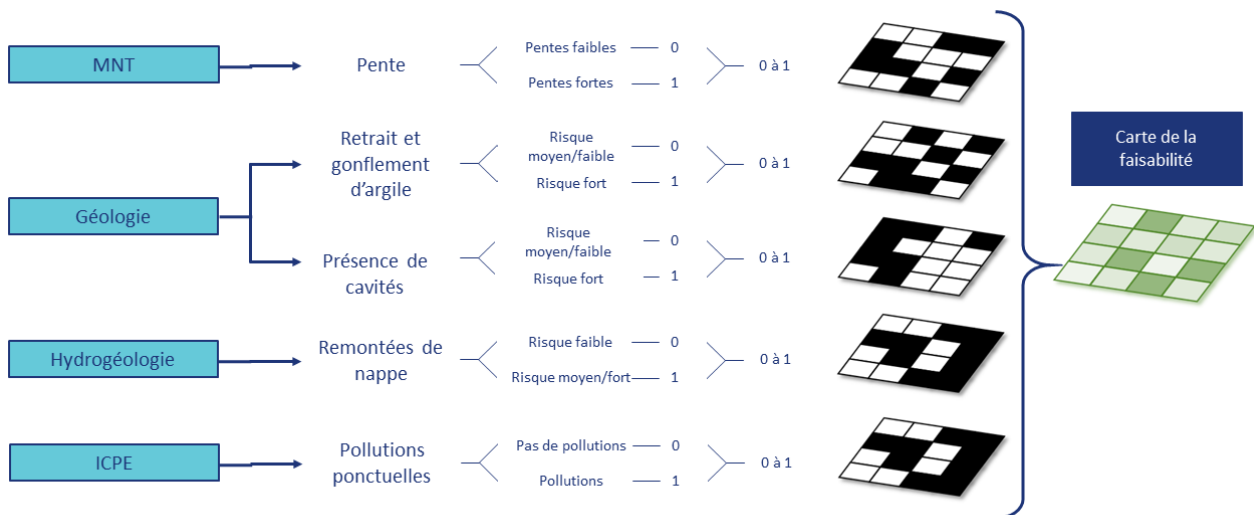 MNT
Pente
Pentes faibles
0
Pentes fortes
1
0 à 1
Géologie
Retrait et
gonflement
d'argile
Risque
moyen/faible
0
Risque fort
1
0 à 1
Présence de
cavités
Risque
moyen/faible
0
Risque fort
1
0 à 1
Hydrogéologie
Remontées de
nappe
Risque faible
0
Risque moyen/fort
1
0 à 1
ICPE
Pollutions
ponctuelles
Pas de pollutions
0
Pollutions
1
0 à 1
Carte de la
faisabilité